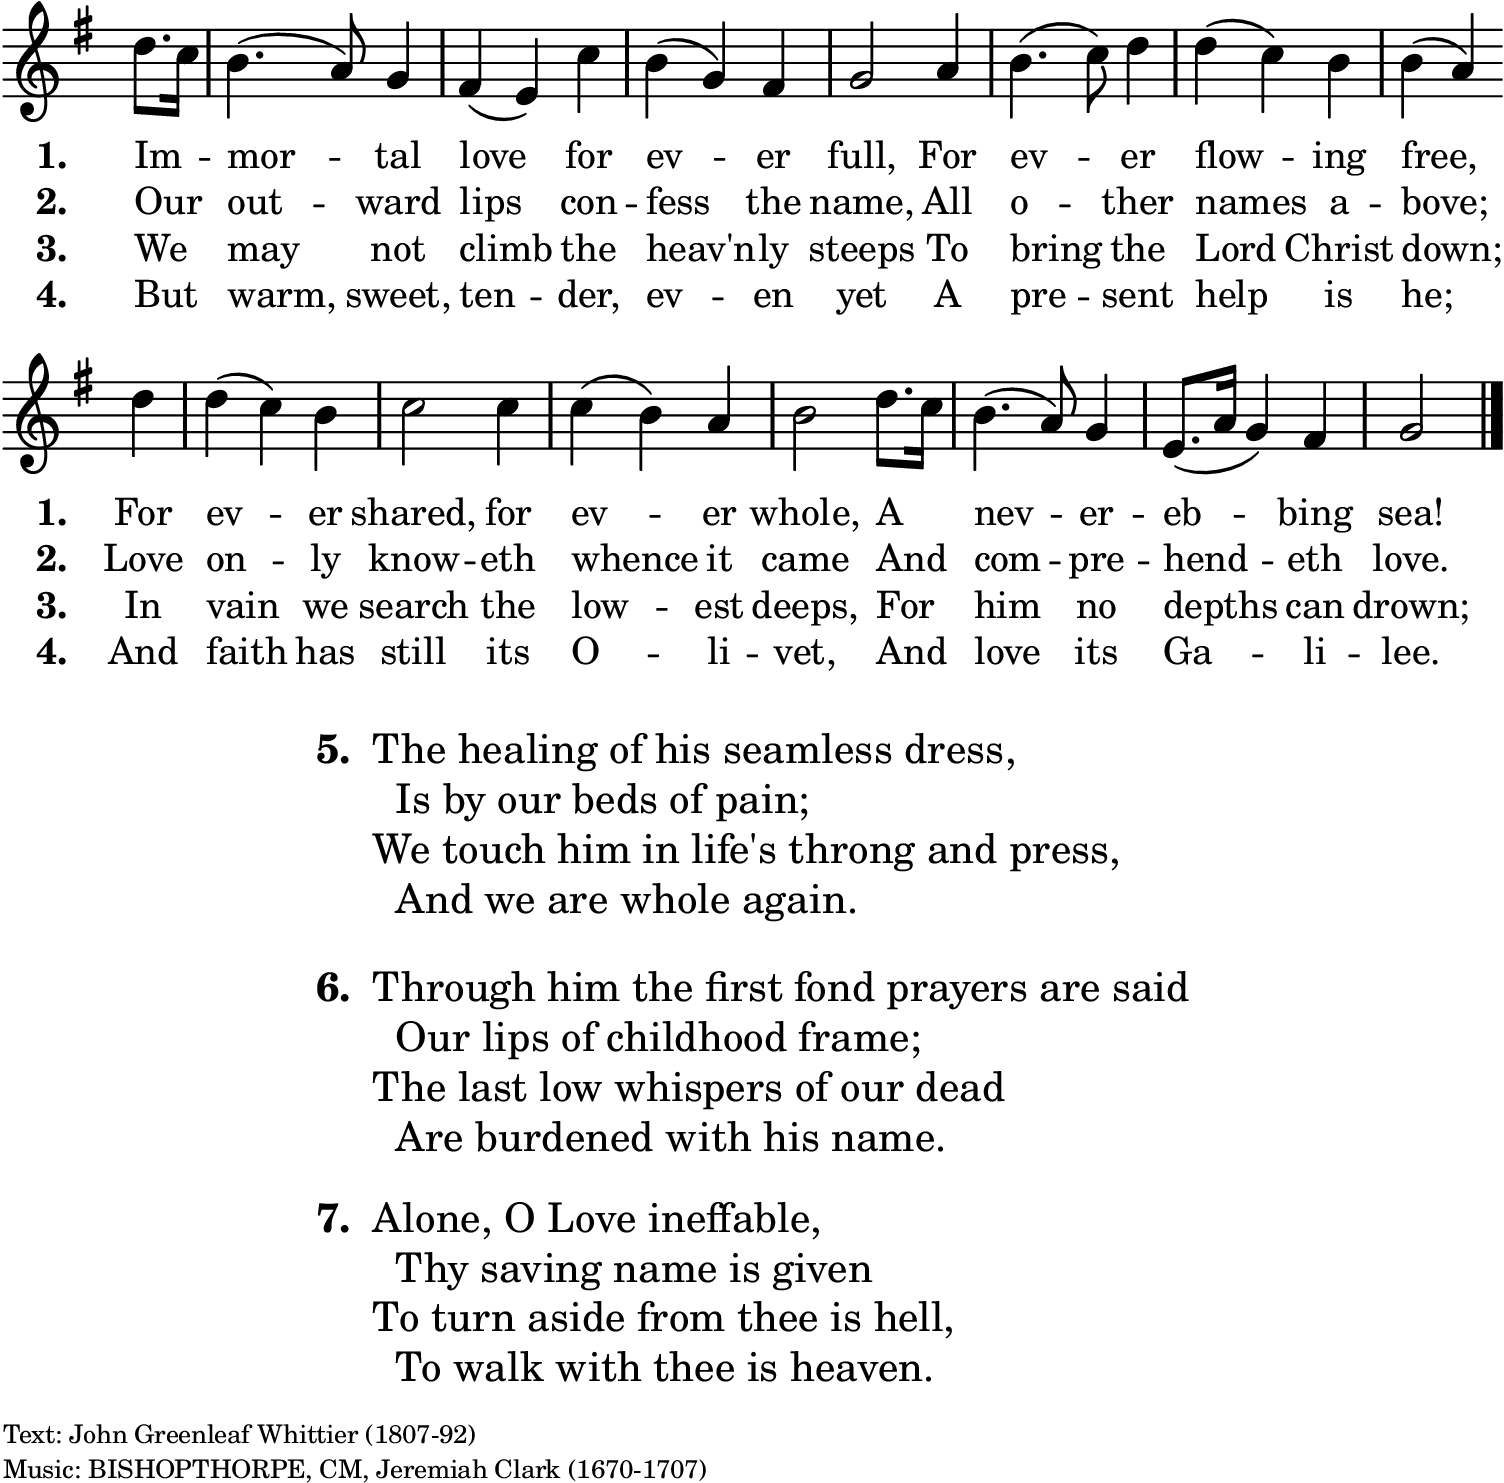 1. Im - mor - tal love for ev - er full, For ev - er flow - ing free,
2. Our out - ward lips con - fess the name, All o - ther names a - bove;
3. We may not climb the heav'nly steeps To bring the Lord Christ down;
4. But warm, sweet, ten - der, ev - en yet A pre - sent help is he;
1. For ev - er shared, for ev - er whole, A nev - er - eb - bing sea!
2. Love on - ly know - eth whence it came And com - pre - hend - eth love.
3. In vain we search the low - est deeps, For him no depths can drown;
4. And faith has still its O - li - vet, And love its Ga - li - lee.
5. The healing of his seamless dress,
Is by our beds of pain;
We touch him in life's throng and press,
And we are whole again.
6. Through him the first fond prayers are said
Our lips of childhood frame;
The last low whispers of our dead
Are burdened with his name.
7. Alone, O Love ineffable,
Thy saving name is given
To turn aside from thee is hell,
To walk with thee is heaven.
Text: John Greenleaf Whittier (1807-92)
Music: BISHOPTHORPE, CM, Jeremiah Clark (1670-1707)